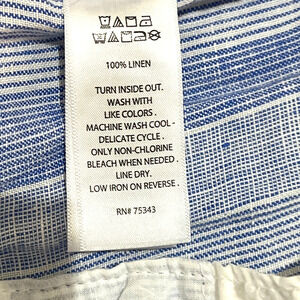 100% LINEN
TURN INSIDE OUT.
WASH WITH
LIKE COLORS .
MACHINE WASH COOL -
DELICATE CYCLE .
ONLY NON-CHLORINE
BLEACH WHEN NEEDED .
LINE DRY.
LOW IRON ON REVERSE .
RN# 75343